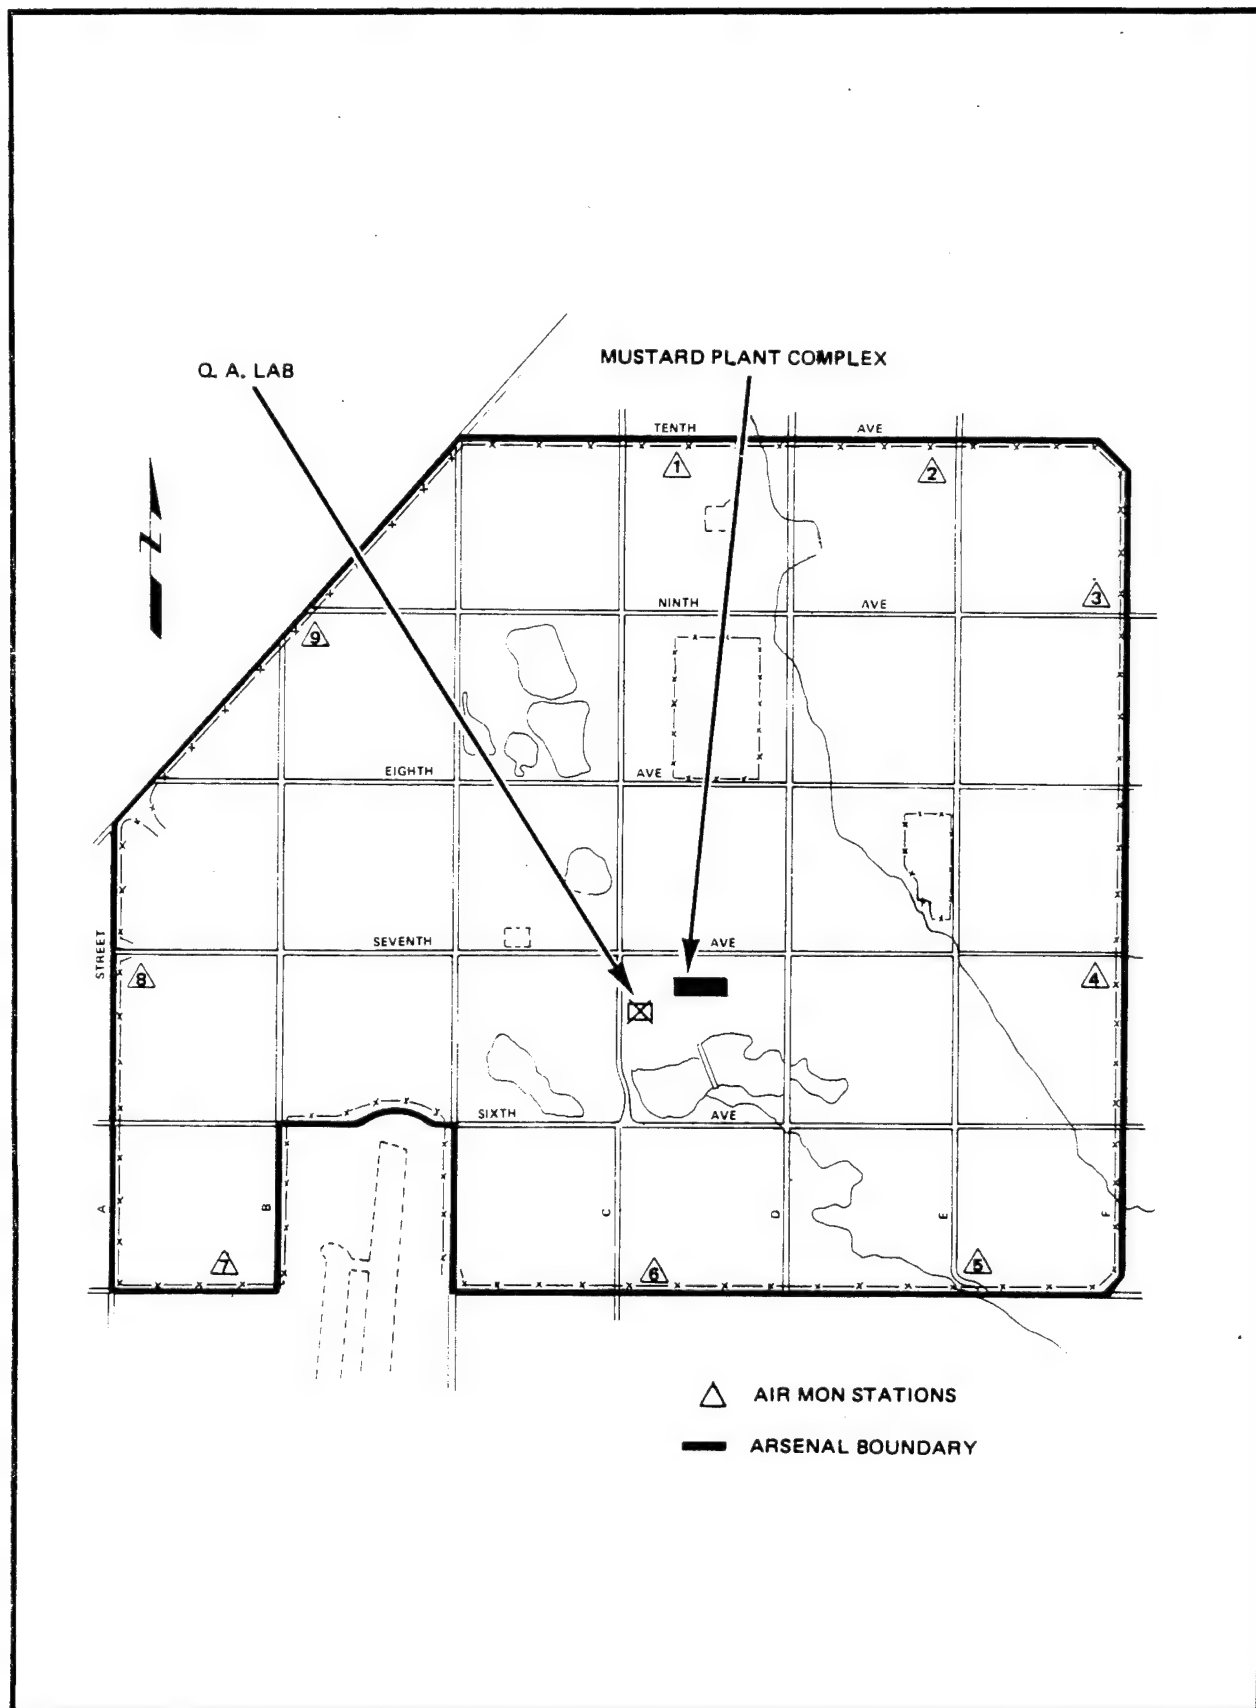 Q. A. LAB
MUSTARD PLANT COMPLEX
TENTH AVE
1
2
N
3
NINTH AVE
9
EIGHTH AVE
STREET
SEVENTH AVE
8
4
SIXTH AVE
A
B
C
D
E
F
7
6
5
AIR MON STATIONS
ARSENAL BOUNDARY